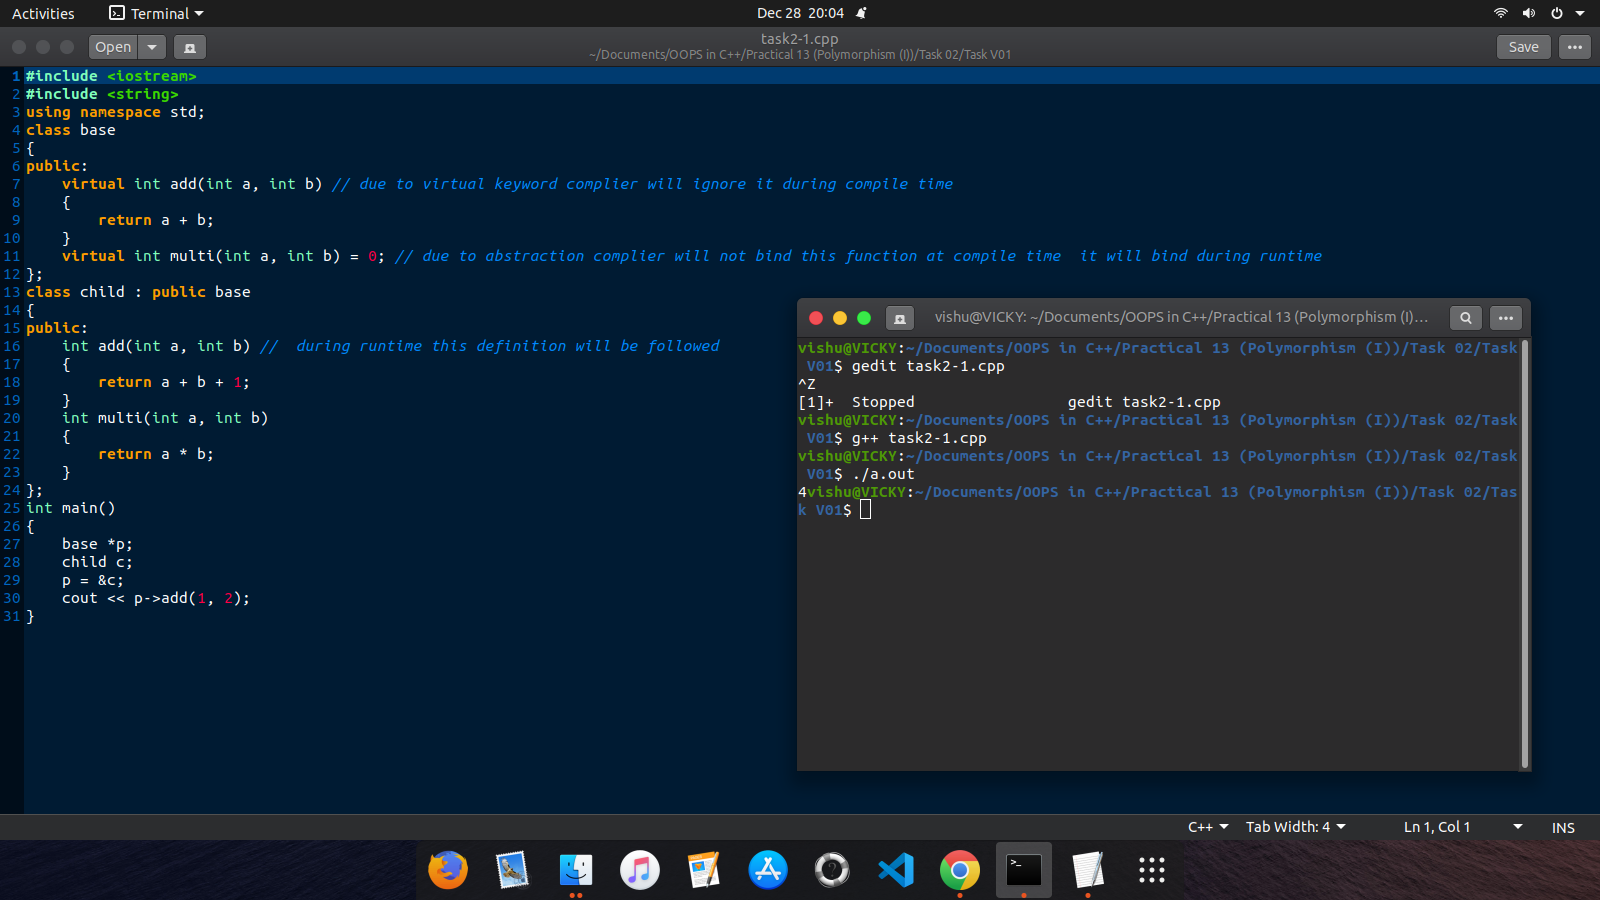 Activities
Terminal
Dec 28 20:04
Open
task2-1.cpp
~/Documents/OOPS in C++/Practical 13 (Polymorphism (I))/Task 02/Task V01
Save
1 #include <iostream>
2 #include <string>
3 using namespace std;
4 class base
5 {
6 public:
7     virtual int add(int a, int b) // due to virtual keyword complier will ignore it during compile time
8     {
9         return a + b;
10     }
11     virtual int multi(int a, int b) = 0; // due to abstraction complier will not bind this function at compile time  it will bind during runtime
12 };
13 class child : public base
14 {
15 public:
16     int add(int a, int b) //  during runtime this definition will be followed
17     {
18         return a + b + 1;
19     }
20     int multi(int a, int b)
21     {
22         return a * b;
23     }
24 };
25 int main()
26 {
27     base *p;
28     child c;
29     p = &c;
30     cout << p->add(1, 2);
31 }
vishu@VICKY: ~/Documents/OOPS in C++/Practical 13 (Polymorphism (I)...
vishu@VICKY:~/Documents/OOPS in C++/Practical 13 (Polymorphism (I))/Task 02/Task
 V01$ gedit task2-1.cpp
^Z
[1]+  Stopped                 gedit task2-1.cpp
vishu@VICKY:~/Documents/OOPS in C++/Practical 13 (Polymorphism (I))/Task 02/Task
 V01$ g++ task2-1.cpp
vishu@VICKY:~/Documents/OOPS in C++/Practical 13 (Polymorphism (I))/Task 02/Task
 V01$ ./a.out
4vishu@VICKY:~/Documents/OOPS in C++/Practical 13 (Polymorphism (I))/Task 02/Tas
k V01$
C++
Tab Width: 4
Ln 1, Col 1
INS